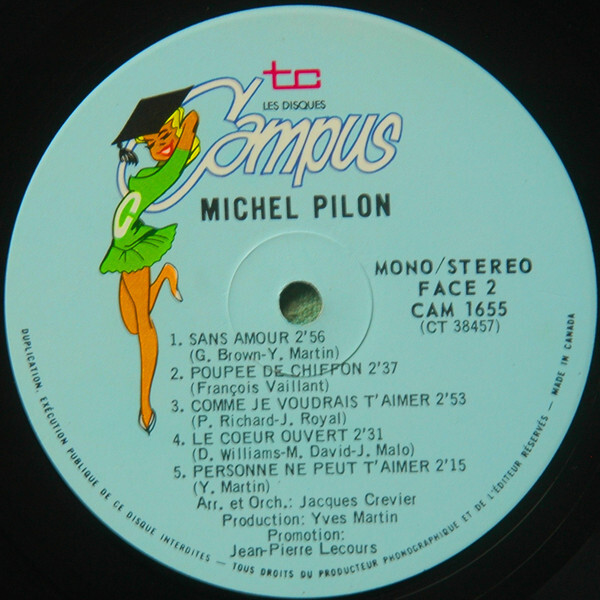 tc
LES DISQUES
Campus
C
MICHEL PILON
MONO/STEREO
FACE 2
CAM 1655
(CT 38457)
1. SANS AMOUR 2'56
(G. Brown-Y. Martin)
2. POUPEE DE CHIFFON 2'37
(François Vaillant)
3. COMME JE VOUDRAIS T'AIMER 2'53
(P. Richard-J. Royal)
4. LE COEUR OUVERT 2'31
(D. Williams-M. David-J. Malo)
5. PERSONNE NE PEUT T'AIMER 2'15
(Y. Martin)
Arr. et Orch.: Jacques Crevier
Production: Yves Martin
Promotion:
Jean-Pierre Lecours
DUPLICATION, EXÉCUTION PUBLIQUE DE CE DISQUE INTERDITES — TOUS DROITS DU PRODUCTEUR PHONOGRAPHIQUE ET DE L'ÉDITEUR RÉSERVÉS — MADE IN CANADA